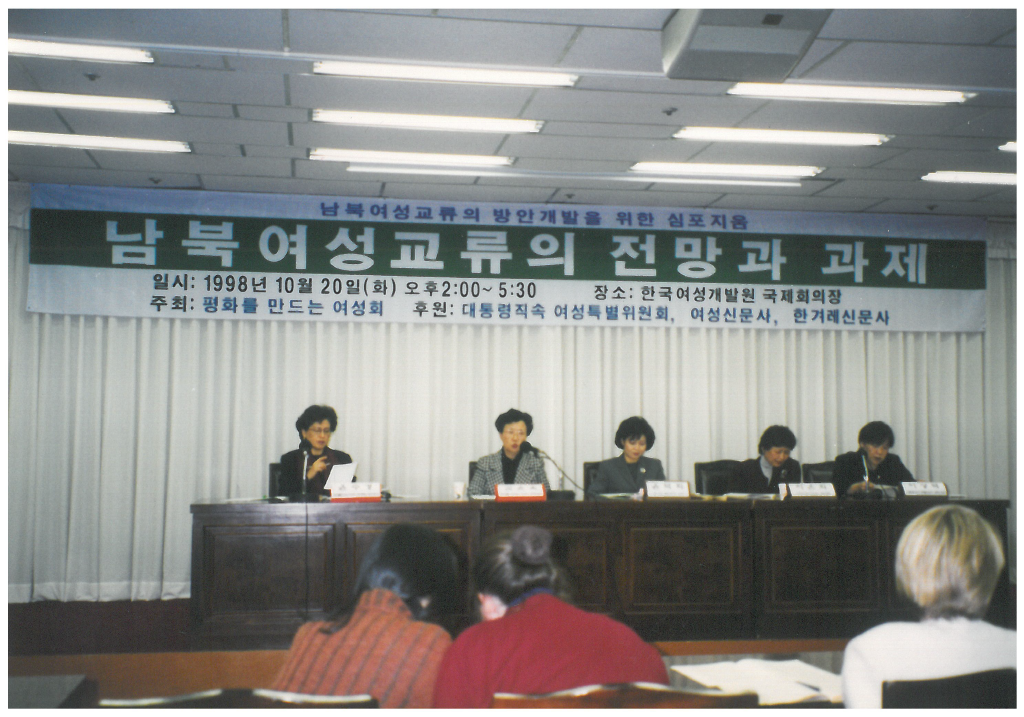 남북여성교류의 방안개발을 위한 심포지움
남북여성교류의 전망과 과제
일시: 1998년 10월 20일(화) 오후2:00~5:30 장소: 한국여성개발원 국제회의장
주최: 평화를 만드는 여성회 후원: 대통령직속 여성특별위원회, 여성신문사, 한겨레신문사